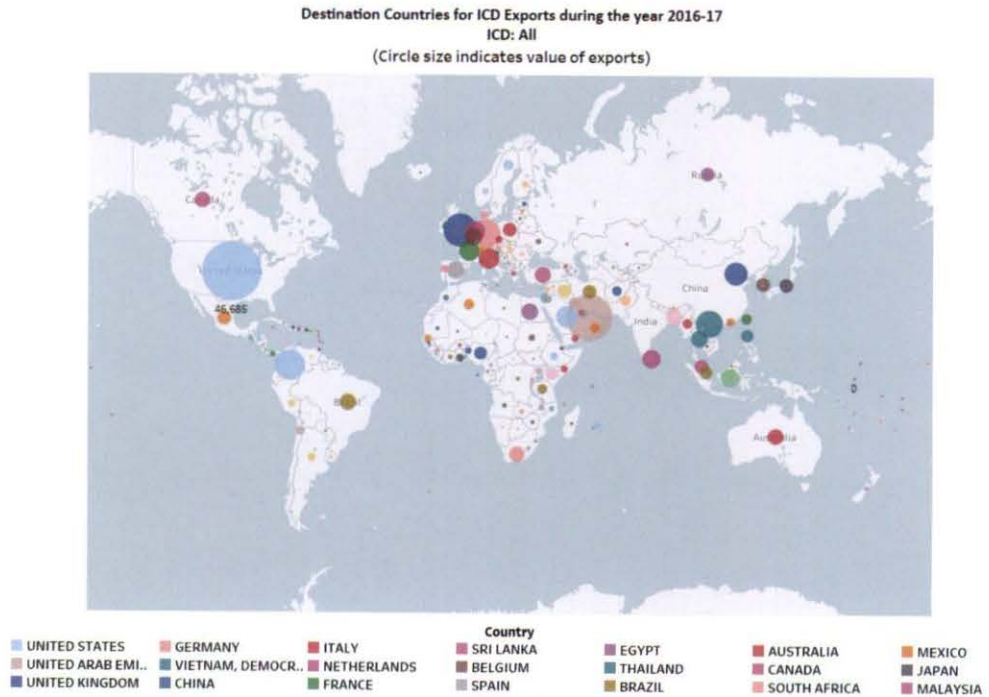 Destination Countries for ICD Exports during the year 2016-17
ICD: All
(Circle size indicates value of exports)
Russia
Canada
United States
China
46,685
India
Brazil
Australia
Country
UNITED STATES GERMANY ITALY SRI LANKA EGYPT AUSTRALIA MEXICO
UNITED ARAB EMI.. VIETNAM, DEMOCR.. NETHERLANDS BELGIUM THAILAND CANADA JAPAN
UNITED KINGDOM CHINA FRANCE SPAIN BRAZIL SOUTH AFRICA MALAYSIA